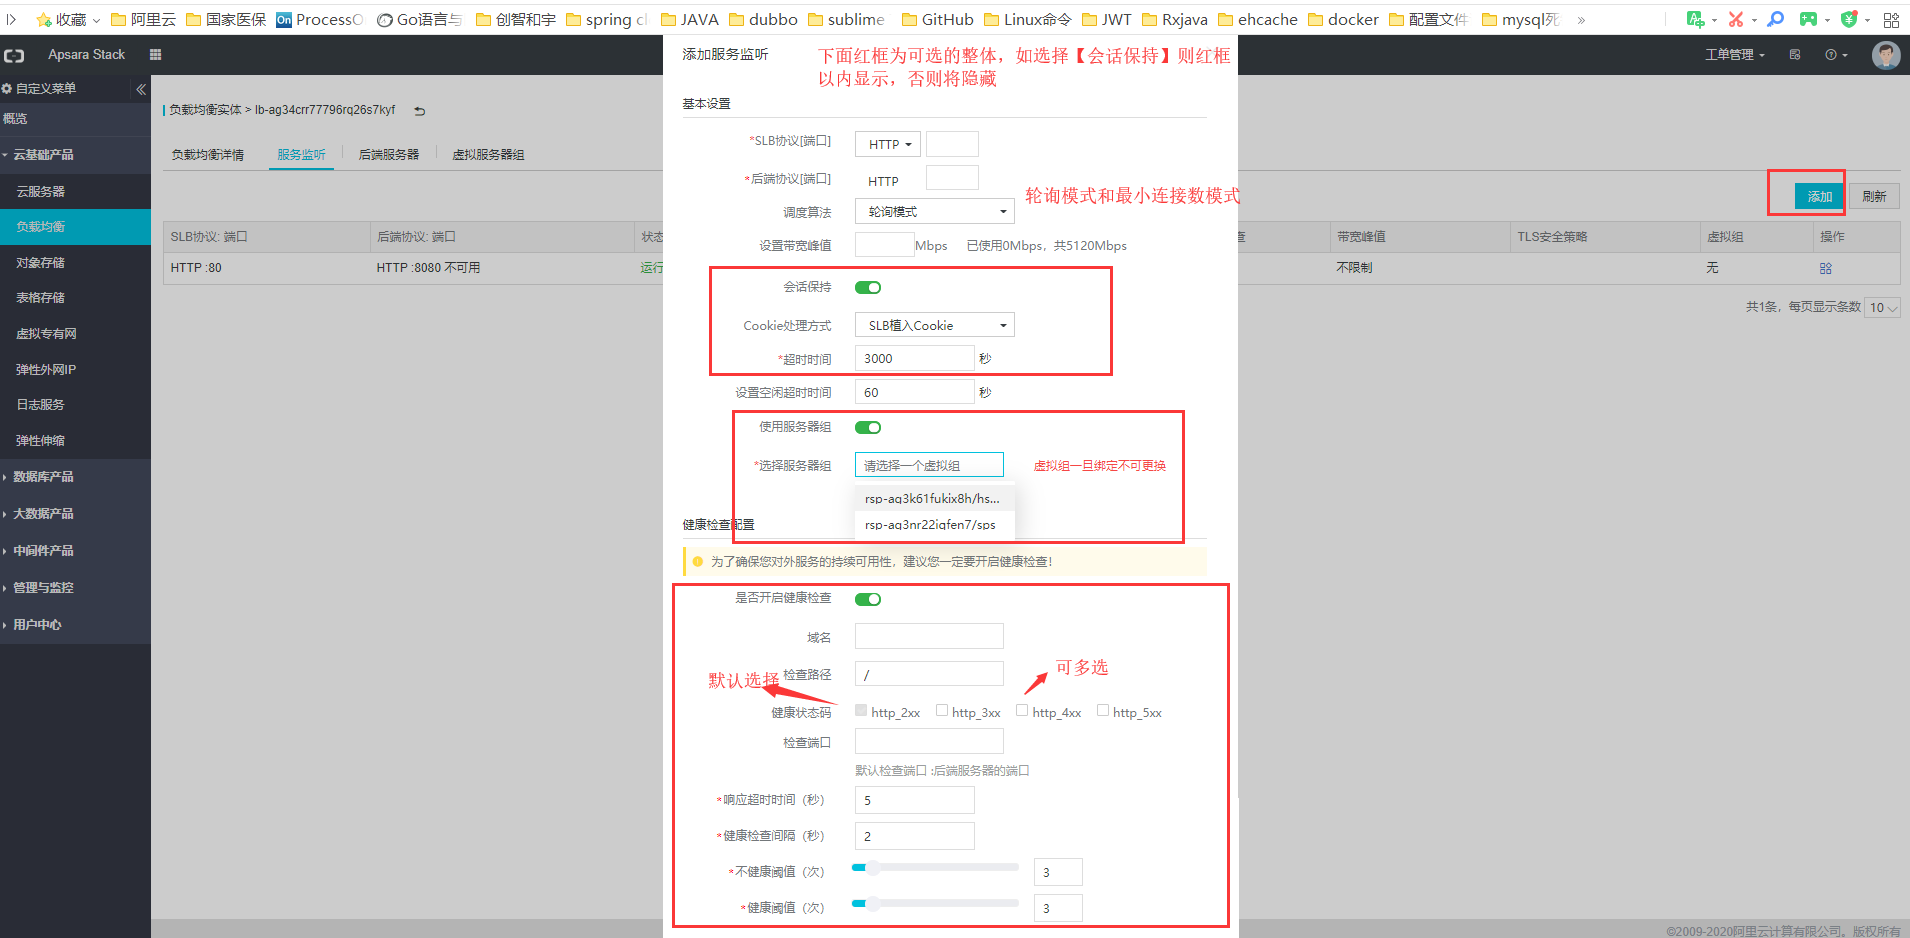 收藏 阿里云 国家医保 ProcessO Go语言与 创智和宇 spring cl JAVA dubbo sublime GitHub Linux命令 JWT Rxjava ehcache docker 配置文件 mysql死 »
Apsara Stack
工单管理
自定义菜单
概览
云基础产品
云服务器
负载均衡
对象存储
表格存储
虚拟专有网
弹性外网IP
日志服务
弹性伸缩
数据库产品
大数据产品
中间件产品
管理与监控
用户中心
负载均衡实体 > lb-ag34crr77796rq26s7kyf
负载均衡详情 服务监听 后端服务器 虚拟服务器组
添加 刷新
SLB协议: 端口 后端协议: 端口 状态 查 带宽峰值 TLS安全策略 虚拟组 操作
HTTP :80 HTTP :8080 不可用 运行 不限制 无
共1条，每页显示条数 10
添加服务监听
下面红框为可选的整体，如选择【会话保持】则红框
以内显示，否则将隐藏
基本设置
*SLB协议[端口] HTTP
*后端协议[端口] HTTP
轮询模式和最小连接数模式
调度算法 轮询模式
设置带宽峰值 Mbps 已使用0Mbps，共5120Mbps
会话保持
Cookie处理方式 SLB植入Cookie
*超时时间 3000 秒
设置空闲超时时间 60 秒
使用服务器组
*选择服务器组 请选择一个虚拟组 虚拟组一旦绑定不可更换
rsp-ag3k61fukix8h/hs...
rsp-ag3nr22iqfen7/sps
健康检查配置
为了确保您对外服务的持续可用性，建议您一定要开启健康检查！
是否开启健康检查
域名
检查路径 /
默认选择
可多选
健康状态码 http_2xx http_3xx http_4xx http_5xx
检查端口
默认检查端口 :后端服务器的端口
*响应超时时间（秒） 5
*健康检查间隔（秒） 2
*不健康阈值（次） 3
*健康阈值（次） 3
©2009-2020阿里云计算有限公司。版权所有